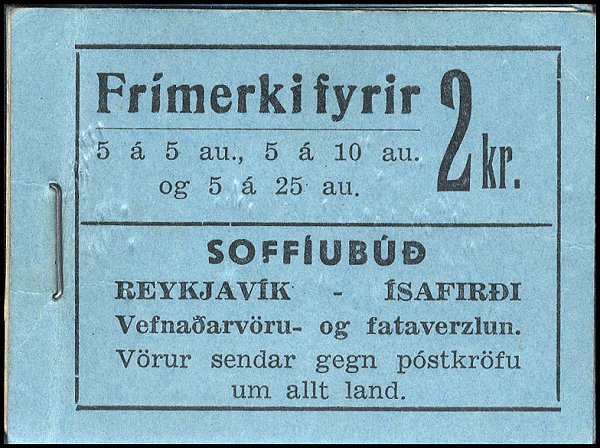 Frímerki fyrir 2 kr.
5 á 5 au., 5 á 10 au.
og 5 á 25 au.
SOFFÍUBÚÐ
REYKJAVÍK - ÍSAFIRÐI
Vefnaðarvöru- og fataverzlun.
Vörur sendar gegn póstkröfu
um allt land.